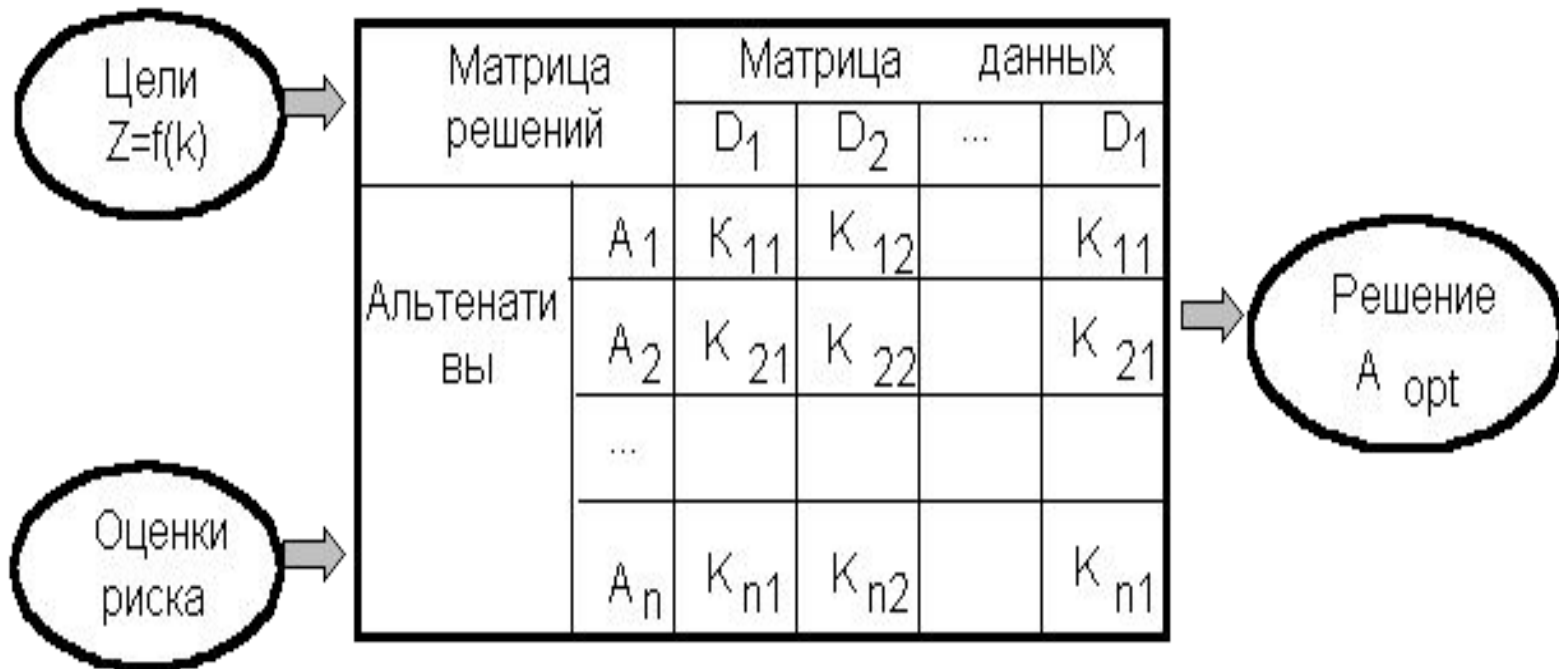 Цели
Z=f(k)
Матрица
решений
Матрица данных
D1 D2 ... D1
Альтенати
вы
A1 K11 K12 K11
A2 K21 K22 K21
...
An Kn1 Kn2 Kn1
Оценки
риска
Решение
A opt